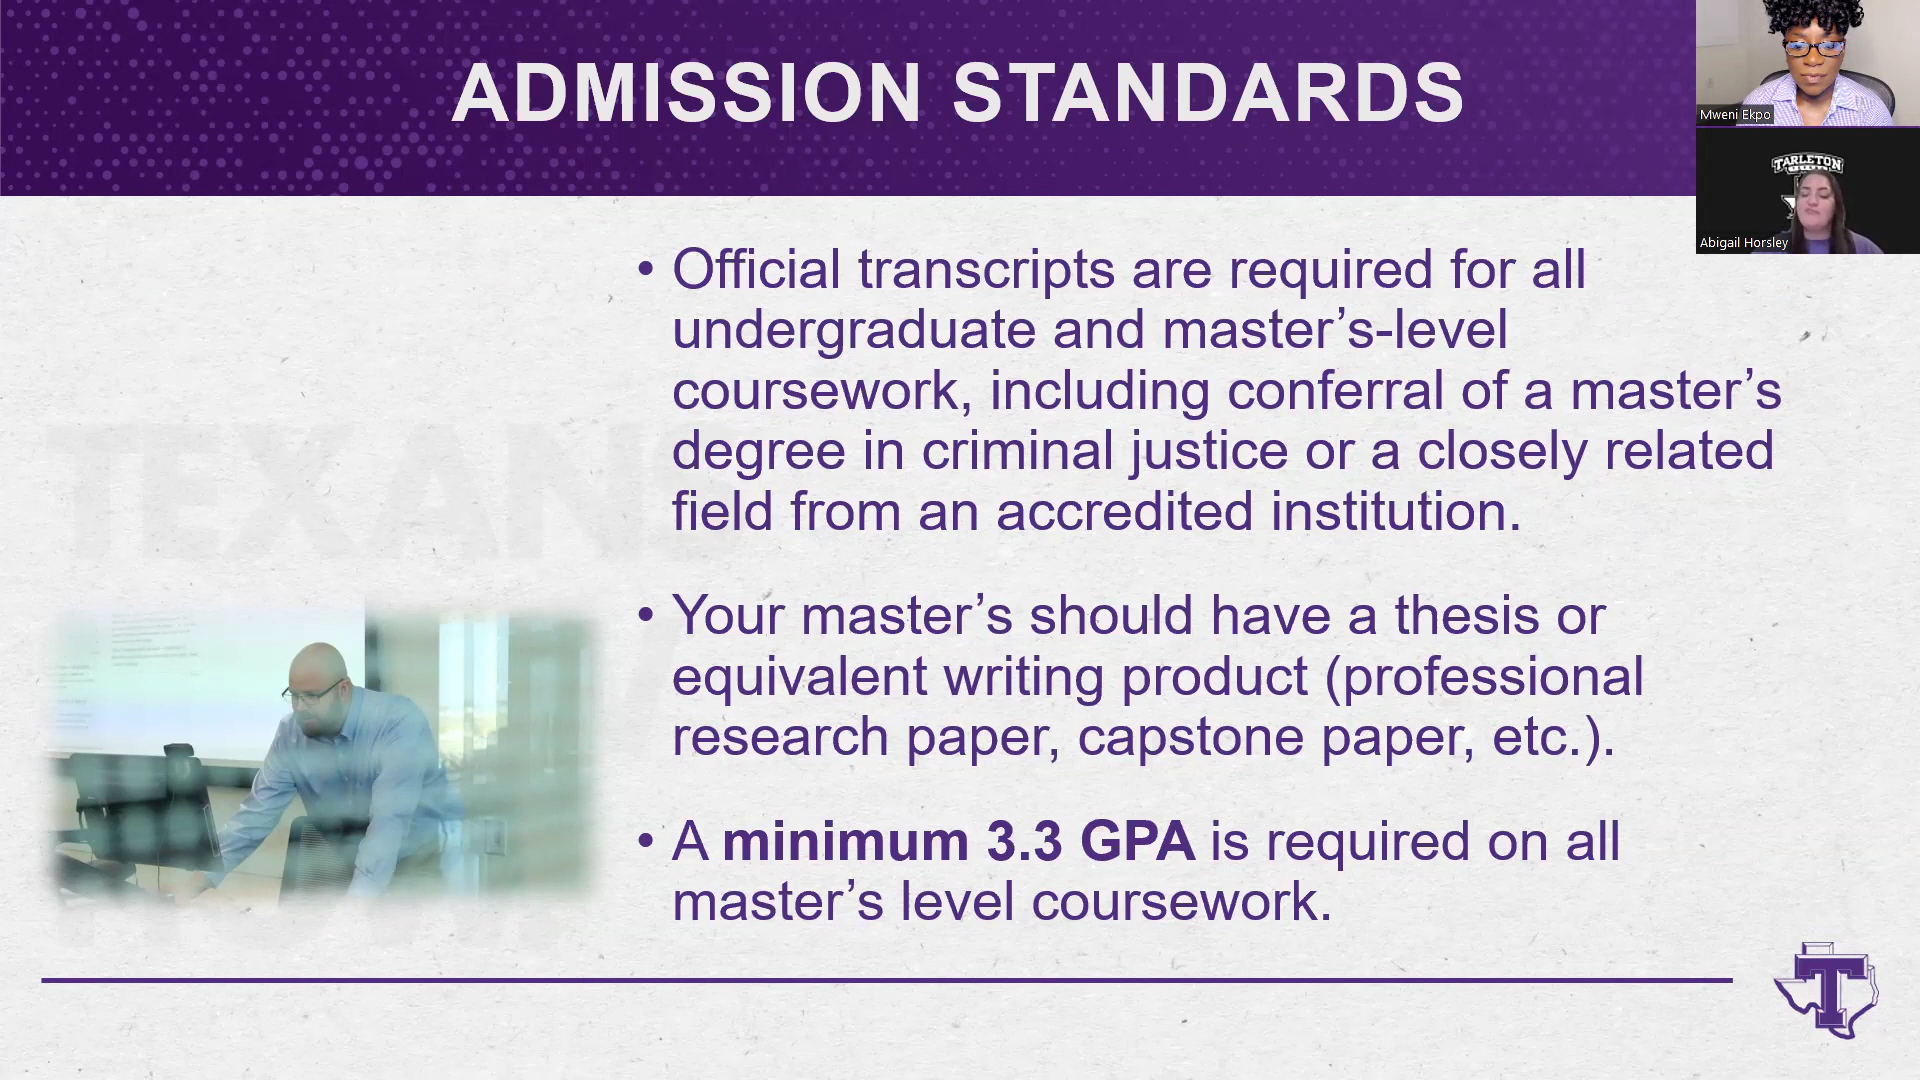 ADMISSION STANDARDS
Mweni Ekpo
TARLETON
Abigail Horsley
• Official transcripts are required for all
undergraduate and master’s-level
coursework, including conferral of a master’s
degree in criminal justice or a closely related
field from an accredited institution.
• Your master’s should have a thesis or
equivalent writing product (professional
research paper, capstone paper, etc.).
• A minimum 3.3 GPA is required on all
master’s level coursework.
TEXANS
T